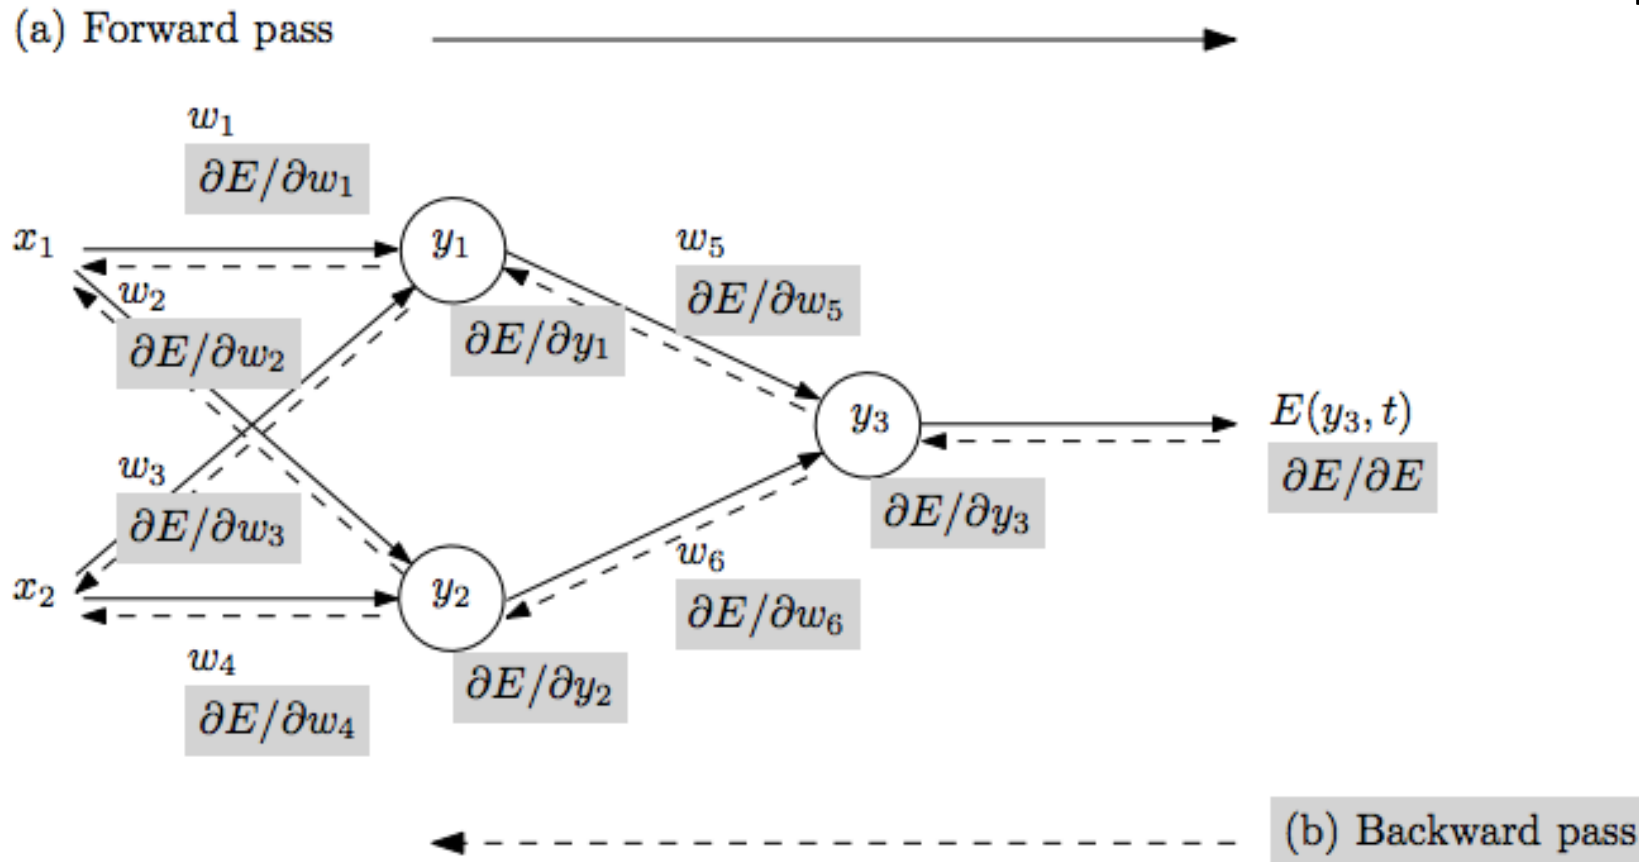 (a) Forward pass
w₁
∂E/∂w₁
x₁
y₁
w₅
∂E/∂w₅
w₂
∂E/∂w₂
∂E/∂y₁
y₃
E(y₃, t)
∂E/∂E
w₃
∂E/∂w₃
∂E/∂y₃
x₂
y₂
w₆
∂E/∂w₆
w₄
∂E/∂w₄
∂E/∂y₂
(b) Backward pass